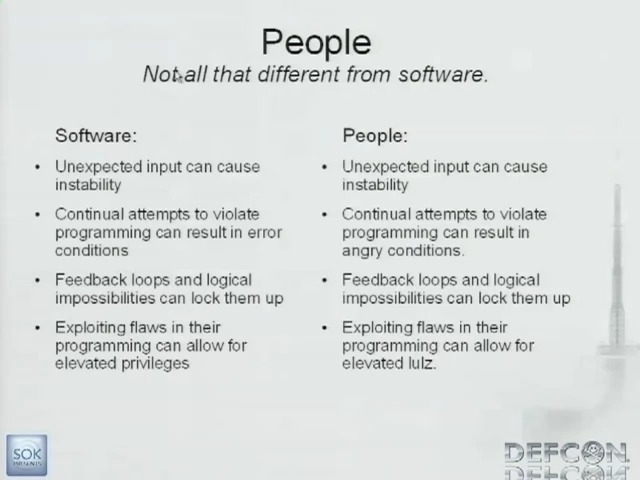 People
Not all that different from software.
Software:
• Unexpected input can cause
instability
• Continual attempts to violate
programming can result in error
conditions
• Feedback loops and logical
impossibilities can lock them up
• Exploiting flaws in their
programming can allow for
elevated privileges
People:
• Unexpected input can cause
instability
• Continual attempts to violate
programming can result in
angry conditions.
• Feedback loops and logical
impossibilities can lock them up
• Exploiting flaws in their
programming can allow for
elevated lulz.
SOK
DEFCON